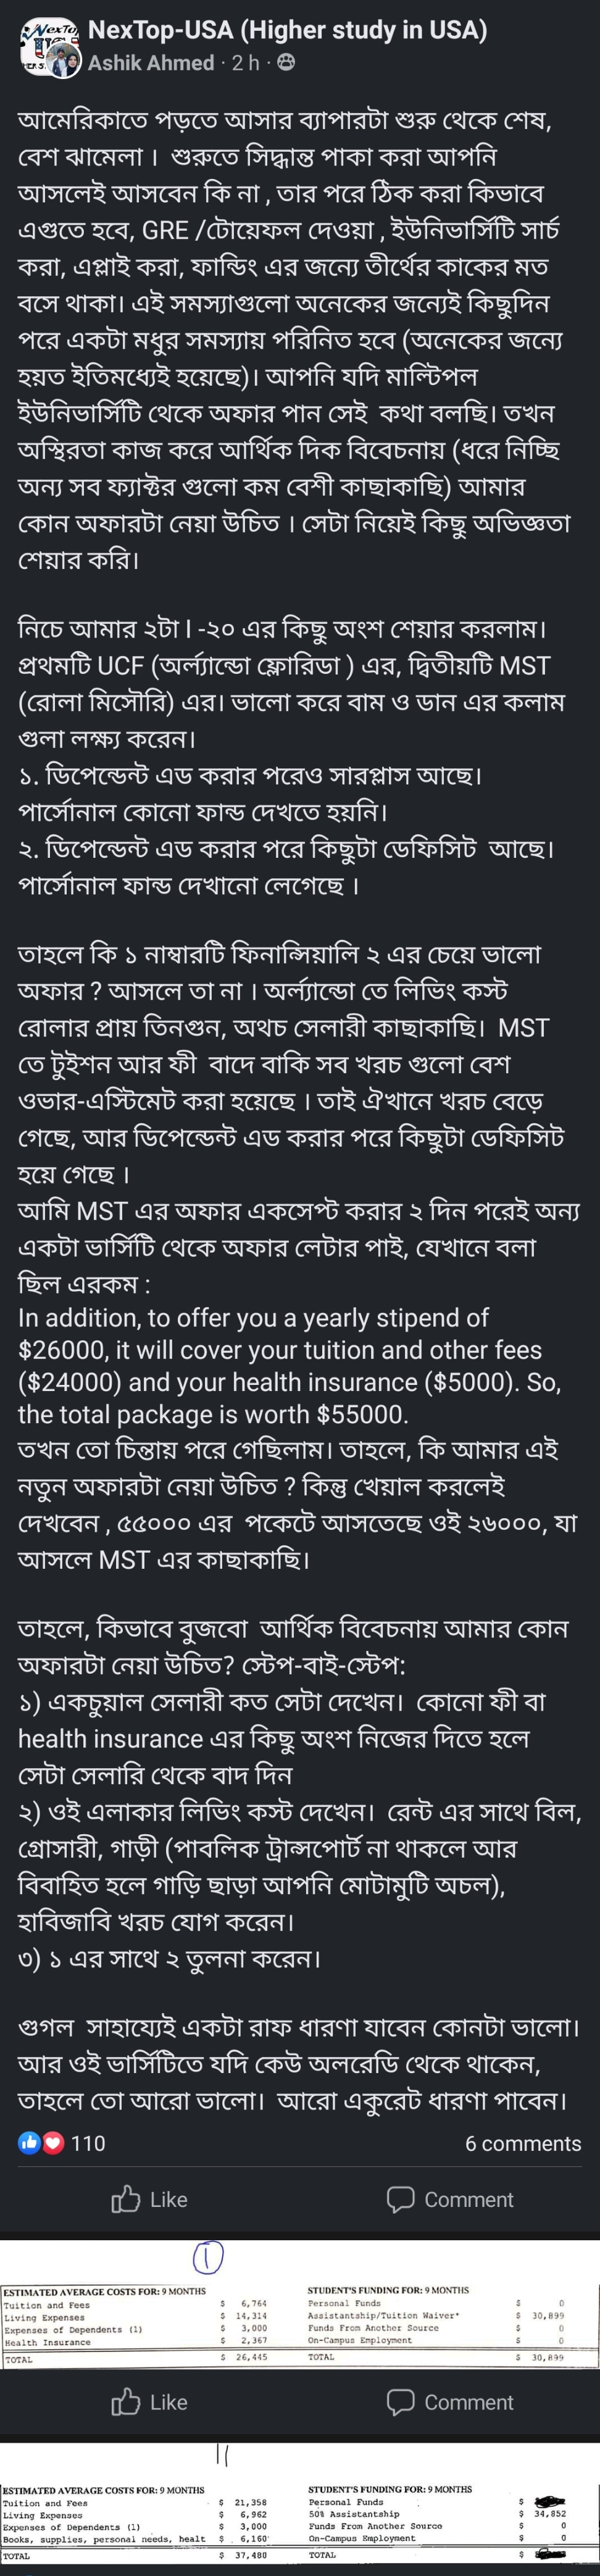 NexTop-USA (Higher study in USA)
Ashik Ahmed · 2 h ·
আমেরিকাতে পড়তে আসার ব্যাপারটা শুরু থেকে শেষ,
বেশ ঝামেলা । শুরুতে সিদ্ধান্ত পাকা করা আপনি
আসলেই আসবেন কি না , তার পরে ঠিক করা কিভাবে
এগুতে হবে, GRE /টোয়েফল দেওয়া , ইউনিভার্সিটি সার্চ
করা, এপ্লাই করা, ফান্ডিং এর জন্যে তীর্থের কাকের মত
বসে থাকা। এই সমস্যাগুলো অনেকের জন্যেই কিছুদিন
পরে একটা মধুর সমস্যায় পরিনিত হবে (অনেকের জন্যে
হয়ত ইতিমধ্যেই হয়েছে)। আপনি যদি মাল্টিপল
ইউনিভার্সিটি থেকে অফার পান সেই কথা বলছি। তখন
অস্থিরতা কাজ করে আর্থিক দিক বিবেচনায় (ধরে নিচ্ছি
অন্য সব ফ্যাক্টর গুলো কম বেশী কাছাকাছি) আমার
কোন অফারটা নেয়া উচিত । সেটা নিয়েই কিছু অভিজ্ঞতা
শেয়ার করি।
নিচে আমার ২টা I -২০ এর কিছু অংশ শেয়ার করলাম।
প্রথমটি UCF (অর্ল্যান্ডো ফ্লোরিডা ) এর, দ্বিতীয়টি MST
(রোলা মিসৌরি) এর। ভালো করে বাম ও ডান এর কলাম
গুলা লক্ষ্য করেন।
১. ডিপেন্ডেন্ট এড করার পরেও সারপ্লাস আছে।
পার্সোনাল কোনো ফান্ড দেখতে হয়নি।
২. ডিপেন্ডেন্ট এড করার পরে কিছুটা ডেফিসিট আছে।
পার্সোনাল ফান্ড দেখানো লেগেছে ।
তাহলে কি ১ নাম্বারটি ফিনান্সিয়ালি ২ এর চেয়ে ভালো
অফার ? আসলে তা না । অর্ল্যান্ডো তে লিভিং কস্ট
রোলার প্রায় তিনগুন, অথচ সেলারী কাছাকাছি। MST
তে টুইশন আর ফী বাদে বাকি সব খরচ গুলো বেশ
ওভার-এস্টিমেট করা হয়েছে । তাই ঐখানে খরচ বেড়ে
গেছে, আর ডিপেন্ডেন্ট এড করার পরে কিছুটা ডেফিসিট
হয়ে গেছে ।
আমি MST এর অফার একসেপ্ট করার ২ দিন পরেই অন্য
একটা ভার্সিটি থেকে অফার লেটার পাই, যেখানে বলা
ছিল এরকম :
In addition, to offer you a yearly stipend of
$26000, it will cover your tuition and other fees
($24000) and your health insurance ($5000). So,
the total package is worth $55000.
তখন তো চিন্তায় পরে গেছিলাম। তাহলে, কি আমার এই
নতুন অফারটা নেয়া উচিত ? কিন্তু খেয়াল করলেই
দেখবেন , ৫৫০০০ এর পকেটে আসতেছে ওই ২৬০০০, যা
আসলে MST এর কাছাকাছি।
তাহলে, কিভাবে বুজবো আর্থিক বিবেচনায় আমার কোন
অফারটা নেয়া উচিত? স্টেপ-বাই-স্টেপ:
১) একচুয়াল সেলারী কত সেটা দেখেন। কোনো ফী বা
health insurance এর কিছু অংশ নিজের দিতে হলে
সেটা সেলারি থেকে বাদ দিন
২) ওই এলাকার লিভিং কস্ট দেখেন। রেন্ট এর সাথে বিল,
গ্রোসারী, গাড়ী (পাবলিক ট্রান্সপোর্ট না থাকলে আর
বিবাহিত হলে গাড়ি ছাড়া আপনি মোটামুটি অচল),
হাবিজাবি খরচ যোগ করেন।
৩) ১ এর সাথে ২ তুলনা করেন।
গুগল সাহায্যেই একটা রাফ ধারণা যাবেন কোনটা ভালো।
আর ওই ভার্সিটিতে যদি কেউ অলরেডি থেকে থাকেন,
তাহলে তো আরো ভালো। আরো একুরেট ধারণা পাবেন।
110 6 comments
Like Comment
1
ESTIMATED AVERAGE COSTS FOR: 9 MONTHS STUDENT'S FUNDING FOR: 9 MONTHS
Tuition and Fees $ 6,764 Personal Funds $ 0
Living Expenses $ 14,314 Assistantship/Tuition Waiver* $ 30,899
Expenses of Dependents (1) $ 3,000 Funds From Another Source $ 0
Health Insurance $ 2,367 On-Campus Employment $ 0
TOTAL $ 26,445 TOTAL $ 30,899
Like Comment
11
ESTIMATED AVERAGE COSTS FOR: 9 MONTHS STUDENT'S FUNDING FOR: 9 MONTHS
Tuition and Fees $ 21,358 Personal Funds $
Living Expenses $ 6,962 50% Assistantship $ 34,852
Expenses of Dependents (1) $ 3,000 Funds From Another Source $ 0
Books, supplies, personal needs, healt $ 6,160 On-Campus Employment $ 0
TOTAL $ 37,480 TOTAL $